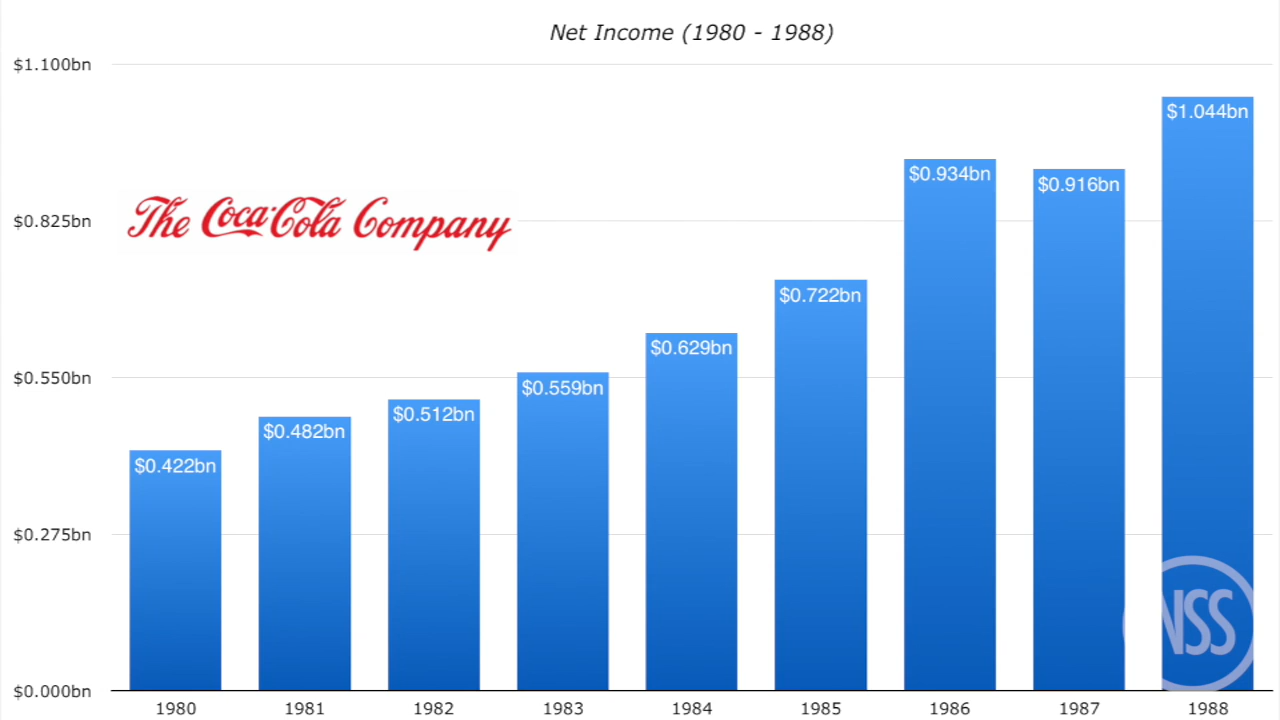 Net Income (1980 - 1988)
$1.100bn
$0.825bn
$0.550bn
$0.275bn
$0.000bn
The Coca-Cola Company
$0.422bn
$0.482bn
$0.512bn
$0.559bn
$0.629bn
$0.722bn
$0.934bn
$0.916bn
$1.044bn
NSS
1980 1981 1982 1983 1984 1985 1986 1987 1988